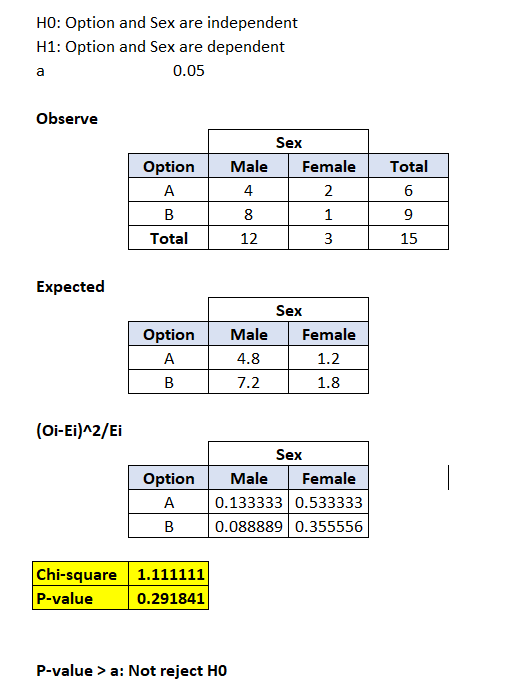 H0: Option and Sex are independent
H1: Option and Sex are dependent
a 0.05
Observe
Sex
Option Male Female Total
A 4 2 6
B 8 1 9
Total 12 3 15
Expected
Sex
Option Male Female
A 4.8 1.2
B 7.2 1.8
(Oi-Ei)^2/Ei
Sex
Option Male Female
A 0.133333 0.533333
B 0.088889 0.355556
Chi-square 1.111111
P-value 0.291841
P-value > a: Not reject H0